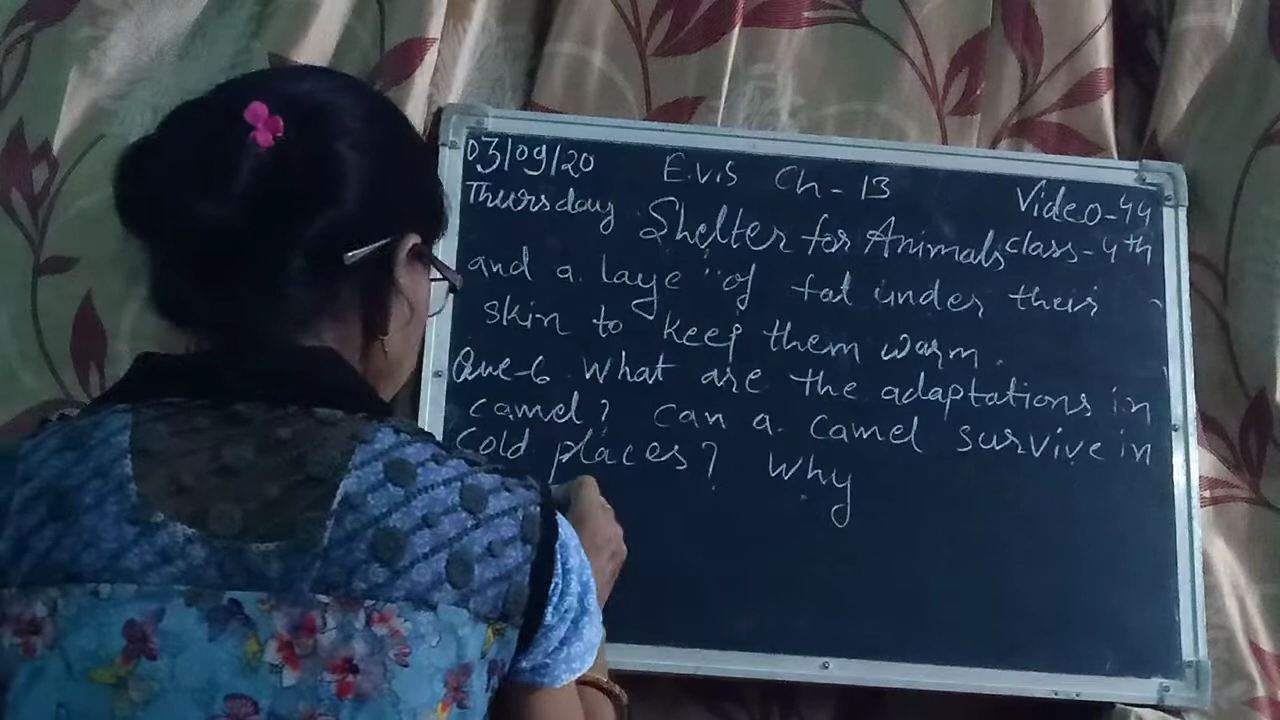 03/09/20 E.V.S Ch-13 Video-44
Thursday Shelter for Animals class-4th
and a laye " of fat under their
skin to keep them warm.
Que-6 What are the adaptations in
camel? Can a camel survive in
cold places? Why